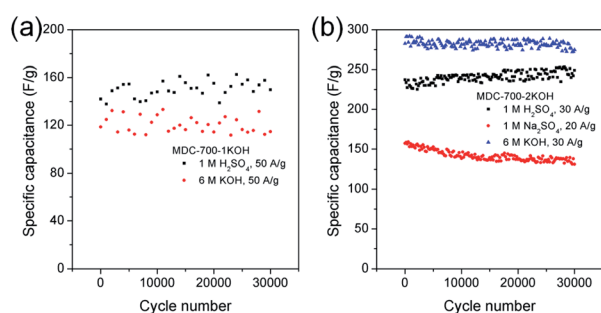 (a)
200
160
120
80
40
0
Specific capacitance (F/g)
MDC-700-1KOH
1 M H₂SO₄, 50 A/g
6 M KOH, 50 A/g
0 10000 20000 30000
Cycle number
(b)
300
250
200
150
100
50
0
Specific capacitance (F/g)
MDC-700-2KOH
1 M H₂SO₄, 30 A/g
1 M Na₂SO₄, 20 A/g
6 M KOH, 30 A/g
0 10000 20000 30000
Cycle number